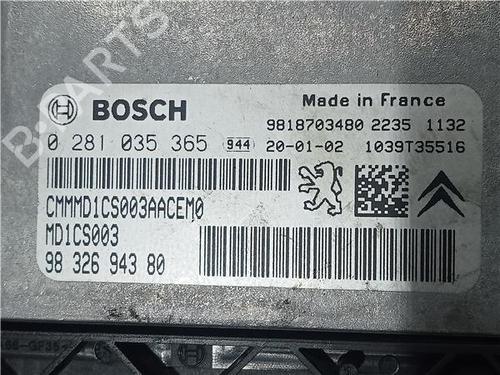 B-PARTS
BOSCH
Made in France
9818703480 2235 1132
0 281 035 365 944 20-01-02 1039T35516
CMMMD1CS003AACEM0
MD1CS003
98 326 943 80